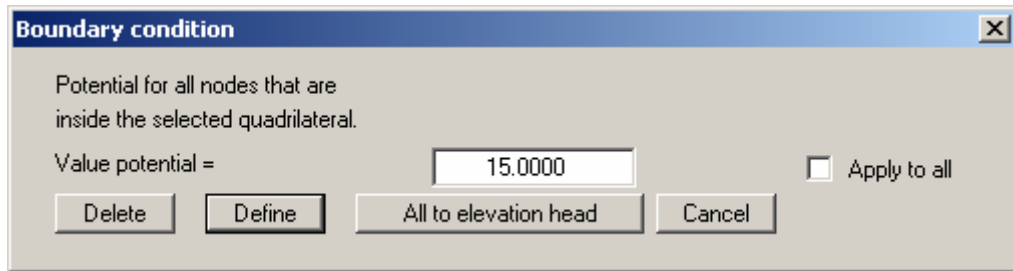 Boundary condition
Potential for all nodes that are
inside the selected quadrilateral.
Value potential = 15.0000 Apply to all
Delete Define All to elevation head Cancel